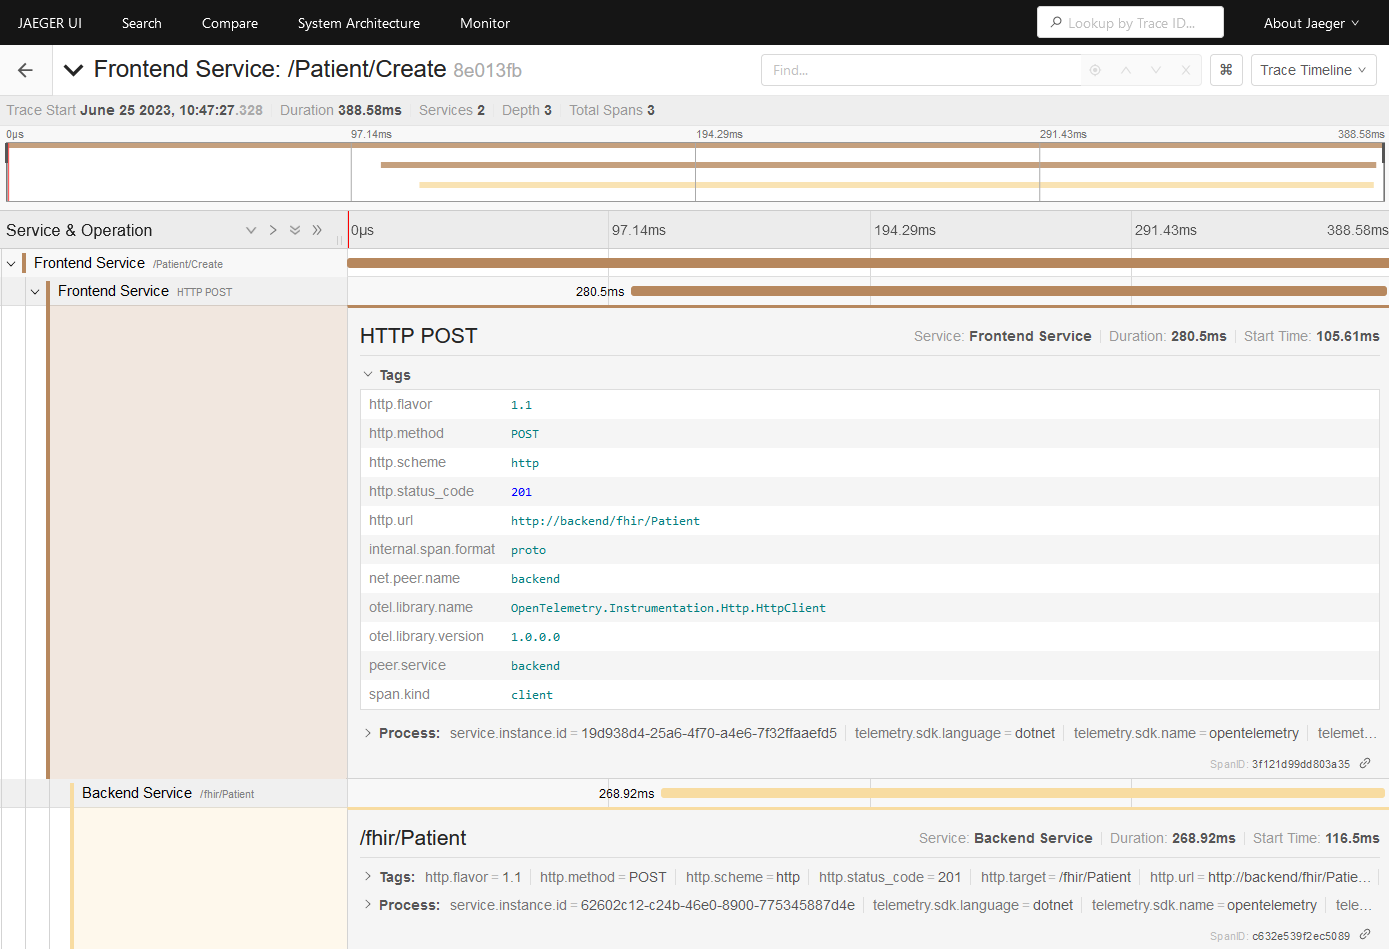 JAEGER UI Search Compare System Architecture Monitor Lookup by Trace ID... About Jaeger
Frontend Service: /Patient/Create 8e013fb Find... ⌘ Trace Timeline
Trace Start June 25 2023, 10:47:27.328 Duration 388.58ms Services 2 Depth 3 Total Spans 3
0μs 97.14ms 194.29ms 291.43ms 388.58ms
Service & Operation 0μs 97.14ms 194.29ms 291.43ms 388.58ms
Frontend Service /Patient/Create
Frontend Service HTTP POST 280.5ms
HTTP POST Service: Frontend Service Duration: 280.5ms Start Time: 105.61ms
Tags
http.flavor 1.1
http.method POST
http.scheme http
http.status_code 201
http.url http://backend/fhir/Patient
internal.span.format proto
net.peer.name backend
otel.library.name OpenTelemetry.Instrumentation.Http.HttpClient
otel.library.version 1.0.0.0
peer.service backend
span.kind client
Process: service.instance.id = 19d938d4-25a6-4f70-a4e6-7f32ffaaefd5 telemetry.sdk.language = dotnet telemetry.sdk.name = opentelemetry telemet...
SpanID: 3f121d99dd803a35
Backend Service /fhir/Patient 268.92ms
/fhir/Patient Service: Backend Service Duration: 268.92ms Start Time: 116.5ms
Tags: http.flavor = 1.1 http.method = POST http.scheme = http http.status_code = 201 http.target = /fhir/Patient http.url = http://backend/fhir/Patie...
Process: service.instance.id = 62602c12-c24b-46e0-8900-775345887d4e telemetry.sdk.language = dotnet telemetry.sdk.name = opentelemetry tele...
SpanID: c632e539f2ec5089